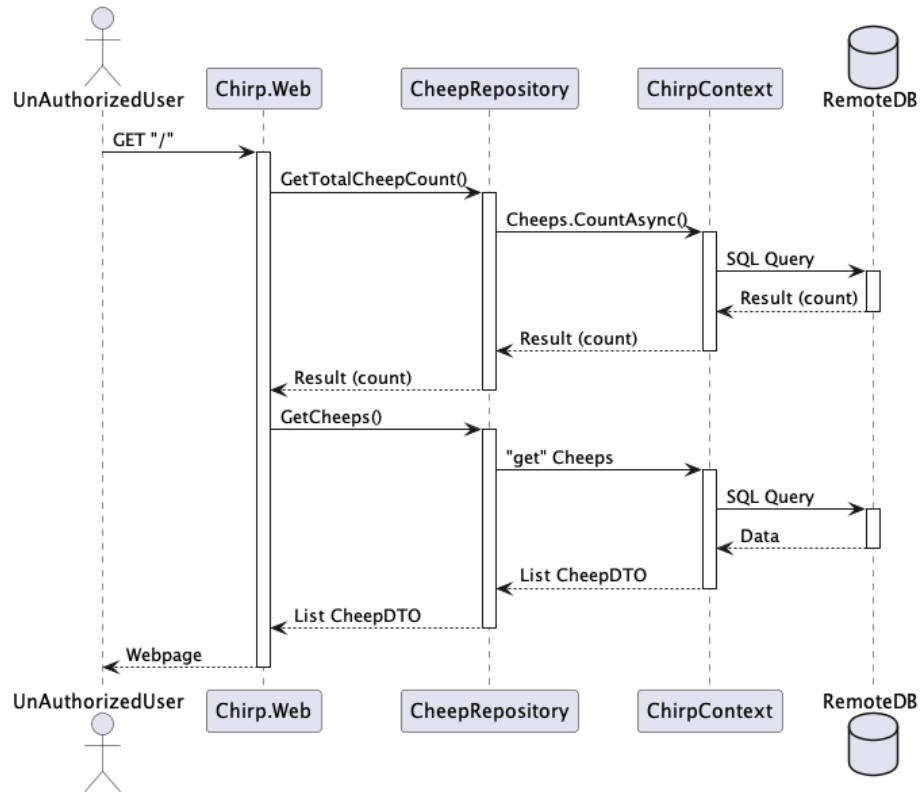 UnAuthorizedUser
Chirp.Web
CheepRepository
ChirpContext
RemoteDB
GET "/"
GetTotalCheepCount()
Cheeps.CountAsync()
SQL Query
Result (count)
Result (count)
Result (count)
GetCheeps()
"get" Cheeps
SQL Query
Data
List CheepDTO
List CheepDTO
Webpage
UnAuthorizedUser
Chirp.Web
CheepRepository
ChirpContext
RemoteDB